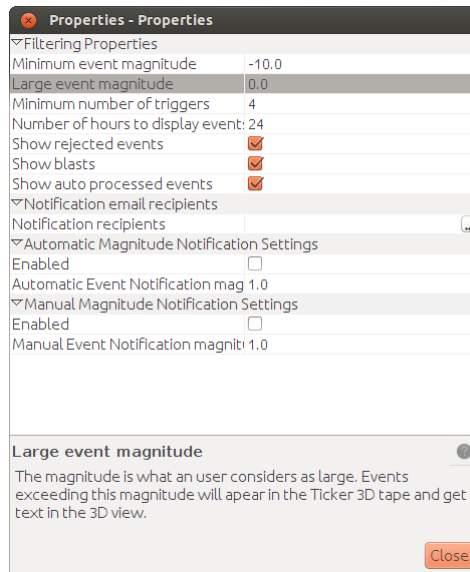 Properties - Properties
Filtering Properties
Minimum event magnitude -10.0
Large event magnitude 0.0
Minimum number of triggers 4
Number of hours to display event: 24
Show rejected events
Show blasts
Show auto processed events
Notification email recipients
Notification recipients ..
Automatic Magnitude Notification Settings
Enabled
Automatic Event Notification mag 1.0
Manual Magnitude Notification Settings
Enabled
Manual Event Notification magnit 1.0
Large event magnitude ?
The magnitude is what an user considers as large. Events
exceeding this magnitude will apear in the Ticker 3D tape and get
text in the 3D view.
Close